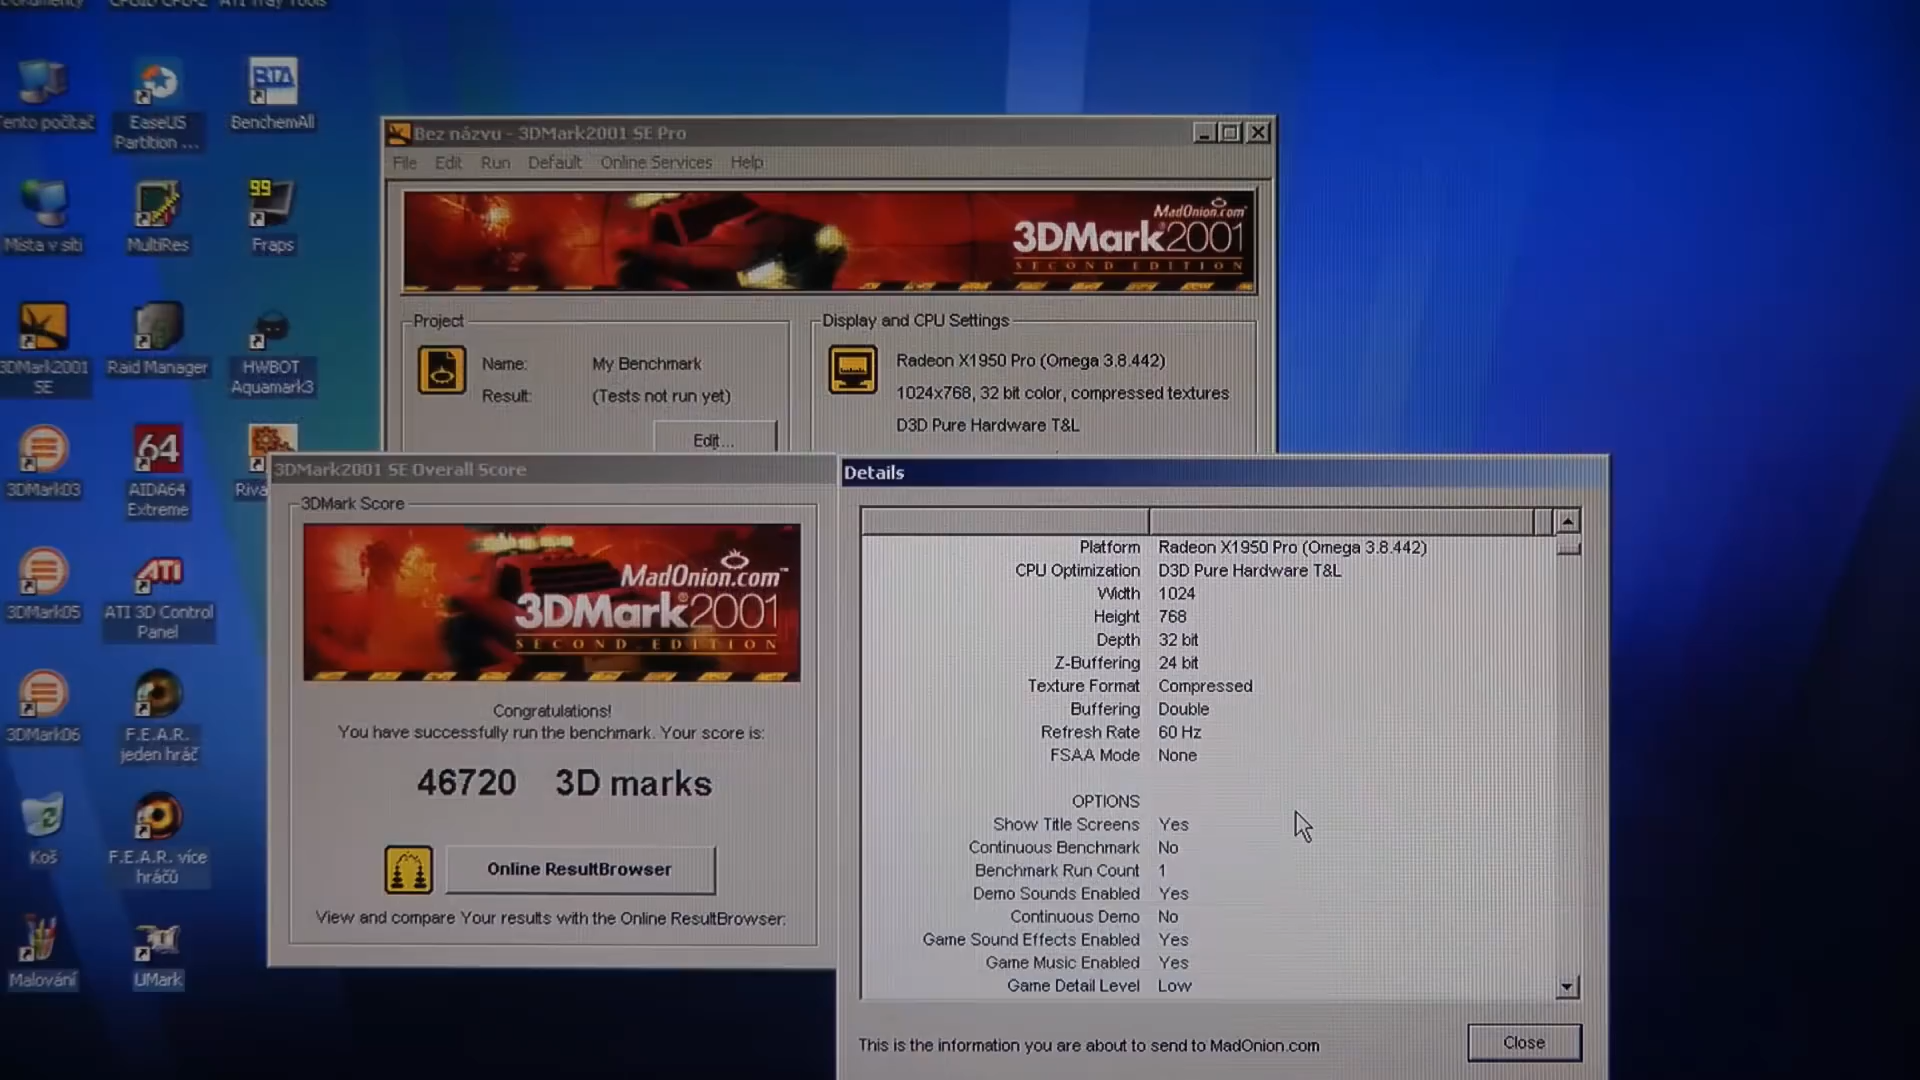 Tento počítač
EaseUS
Partition ...
BenchemAll
Místa v síti
MultiRes
99
Fraps
3DMark2001
SE
Raid Manager
HWBOT
Aquamark3
3DMark03
64
AIDA64
Extreme
Riva
3DMark05
ATI
ATI 3D Control
Panel
3DMark06
F.E.A.R.
jeden hráč
Koš
F.E.A.R. více
hráčů
Malování
UMark
Bez názvu - 3DMark2001 SE Pro
File Edit Run Default Online Services Help
MadOnion.com
3DMark®2001
SECOND EDITION
Project
Name: My Benchmark
Result: (Tests not run yet)
Edit...
Display and CPU Settings
Radeon X1950 Pro (Omega 3.8.442)
1024x768, 32 bit color, compressed textures
D3D Pure Hardware T&L
3DMark2001 SE Overall Score
3DMark Score
MadOnion.com™
3DMark®2001
SECOND EDITION
Congratulations!
You have successfully run the benchmark. Your score is:
46720 3D marks
Online ResultBrowser
View and compare Your results with the Online ResultBrowser.
Details
Platform Radeon X1950 Pro (Omega 3.8.442)
CPU Optimization D3D Pure Hardware T&L
Width 1024
Height 768
Depth 32 bit
Z-Buffering 24 bit
Texture Format Compressed
Buffering Double
Refresh Rate 60 Hz
FSAA Mode None
OPTIONS
Show Title Screens Yes
Continuous Benchmark No
Benchmark Run Count 1
Demo Sounds Enabled Yes
Continuous Demo No
Game Sound Effects Enabled Yes
Game Music Enabled Yes
Game Detail Level Low
This is the information you are about to send to MadOnion.com
Close